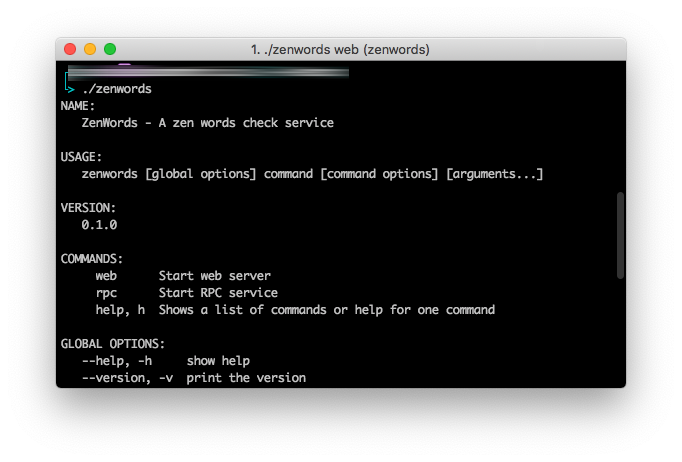 1. ./zenwords web (zenwords)
> ./zenwords
NAME:
ZenWords - A zen words check service
USAGE:
zenwords [global options] command [command options] [arguments...]
VERSION:
0.1.0
COMMANDS:
web Start web server
rpc Start RPC service
help, h Shows a list of commands or help for one command
GLOBAL OPTIONS:
--help, -h show help
--version, -v print the version